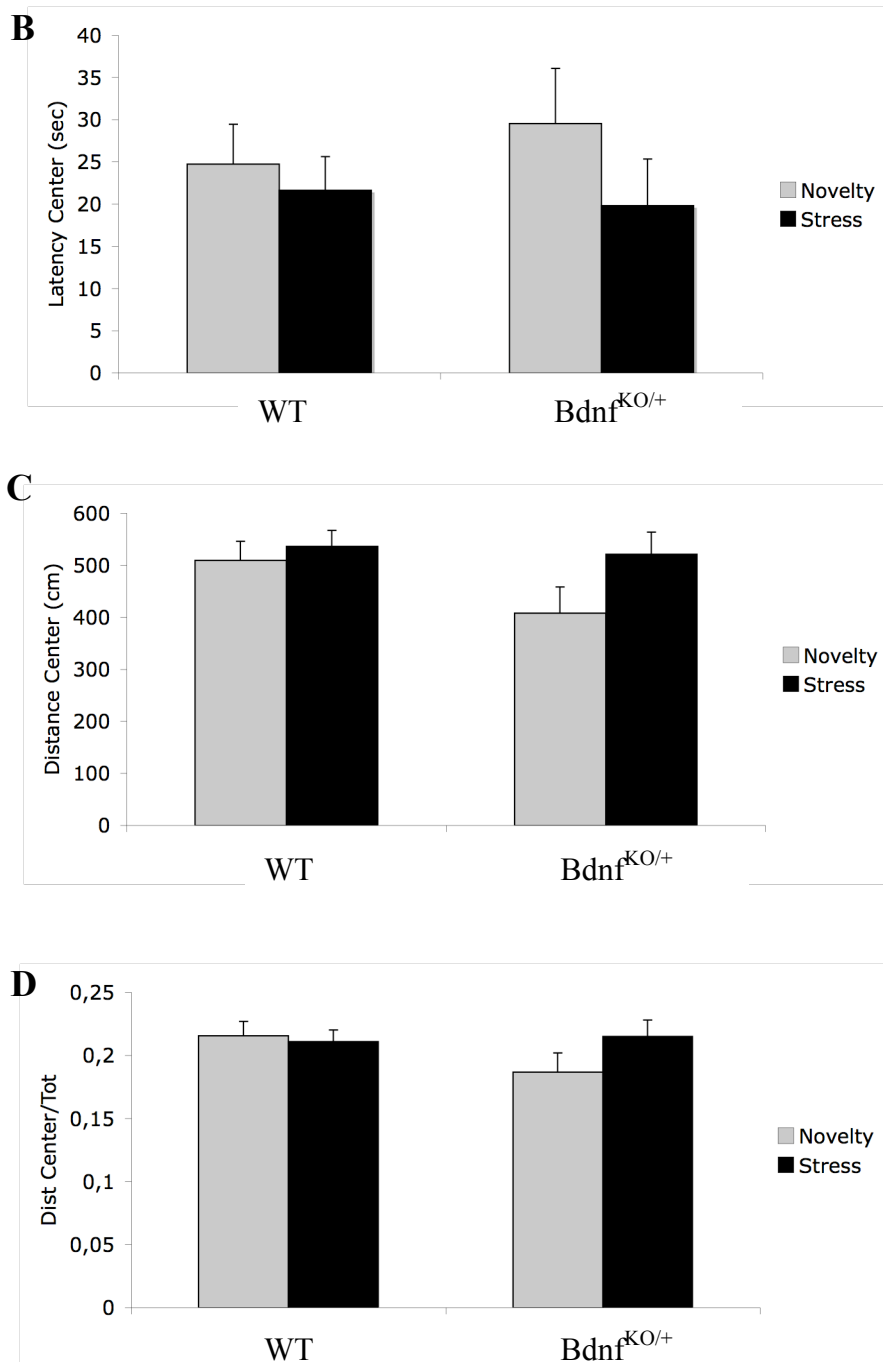 B
40
35
30
25
20
15
10
5
0
Latency Center (sec)
Novelty
Stress
WT
Bdnf^KO/+
C
600
500
400
300
200
100
0
Distance Center (cm)
Novelty
Stress
WT
Bdnf^KO/+
D
0,25
0,2
0,15
0,1
0,05
0
Dist Center/Tot
Novelty
Stress
WT
Bdnf^KO/+